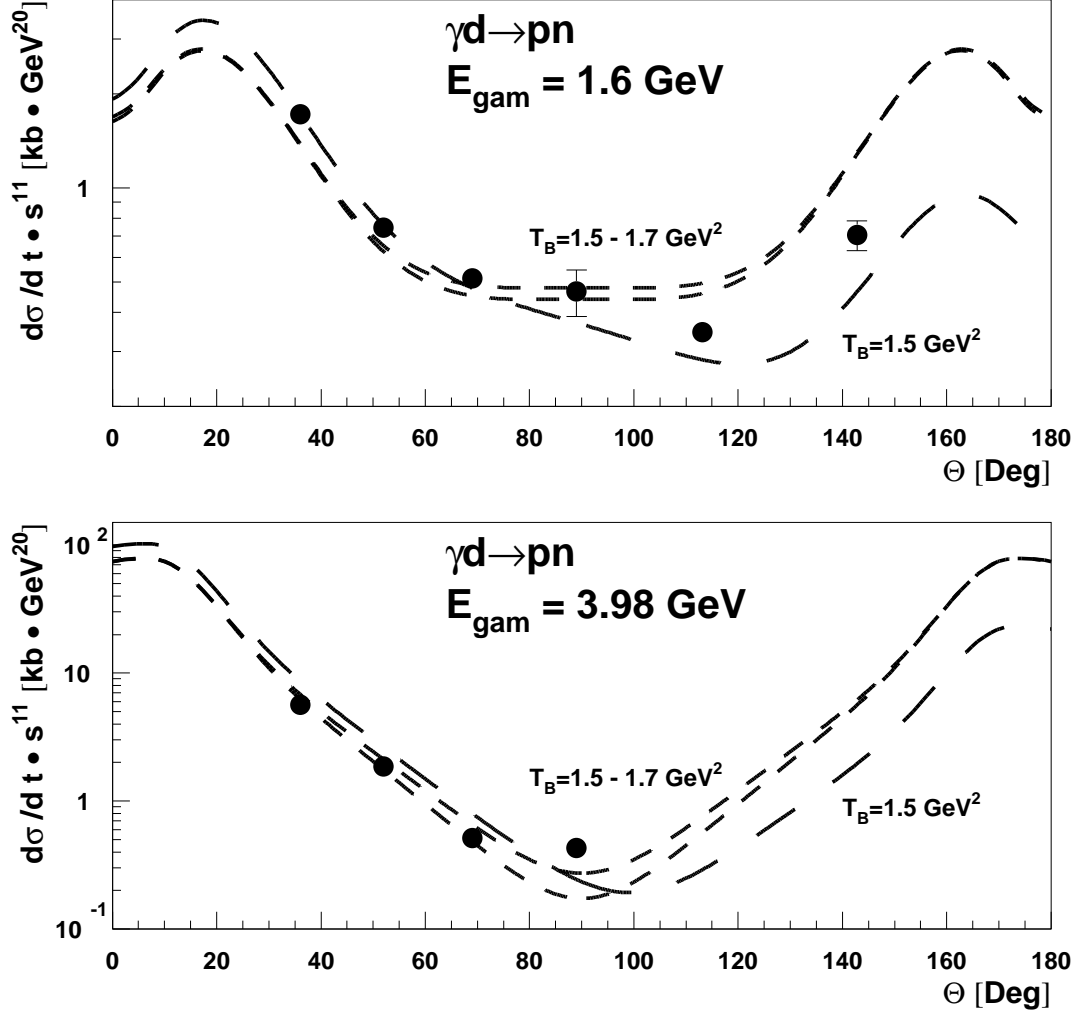 γd→pn
E_gam = 1.6 GeV
dσ/d t • s^11 [kb • GeV^20]
1
T_B=1.5 - 1.7 GeV^2
T_B=1.5 GeV^2
0 20 40 60 80 100 120 140 160 180
Θ [Deg]
γd→pn
E_gam = 3.98 GeV
dσ/d t • s^11 [kb • GeV^20]
10^2
10
1
10^-1
T_B=1.5 - 1.7 GeV^2
T_B=1.5 GeV^2
0 20 40 60 80 100 120 140 160 180
Θ [Deg]